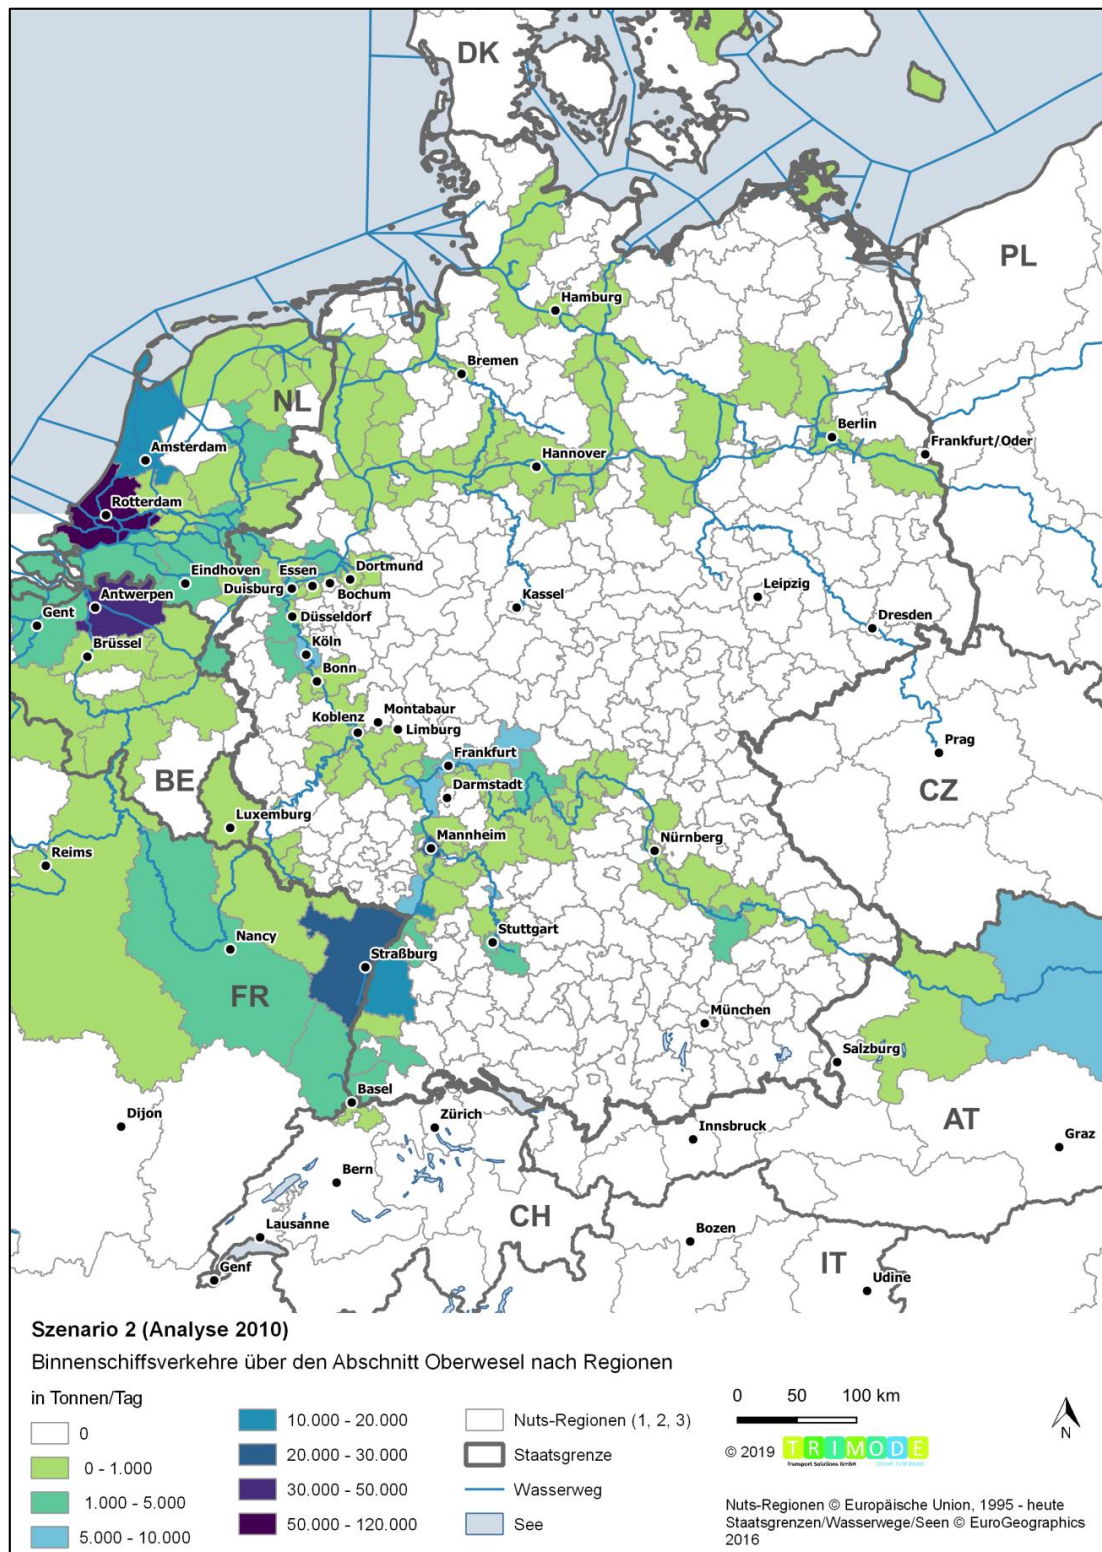 DK
PL
Hamburg
Bremen
NL
Berlin
Frankfurt/Oder
Amsterdam
Hannover
Rotterdam
Eindhoven
Essen
Dortmund
Duisburg
Bochum
Antwerpen
Kassel
Leipzig
Gent
Düsseldorf
Dresden
Brüssel
Köln
Bonn
Koblenz
Montabaur
Limburg
Prag
BE
Frankfurt
Darmstadt
CZ
Luxemburg
Mannheim
Nürnberg
Reims
Nancy
Stuttgart
Straßburg
FR
München
Salzburg
Basel
Dijon
Zürich
Innsbruck
AT
Graz
Bern
CH
Lausanne
Bozen
IT
Genf
Udine
Szenario 2 (Analyse 2010)
Binnenschiffsverkehre über den Abschnitt Oberwesel nach Regionen
in Tonnen/Tag
0
0 - 1.000
1.000 - 5.000
5.000 - 10.000
10.000 - 20.000
20.000 - 30.000
30.000 - 50.000
50.000 - 120.000
Nuts-Regionen (1, 2, 3)
Staatsgrenze
Wasserweg
See
0 50 100 km
N
© 2019 TRIMODE
Transport Solutions GmbH
Nuts-Regionen © Europäische Union, 1995 - heute
Staatsgrenzen/Wasserwege/Seen © EuroGeographics
2016